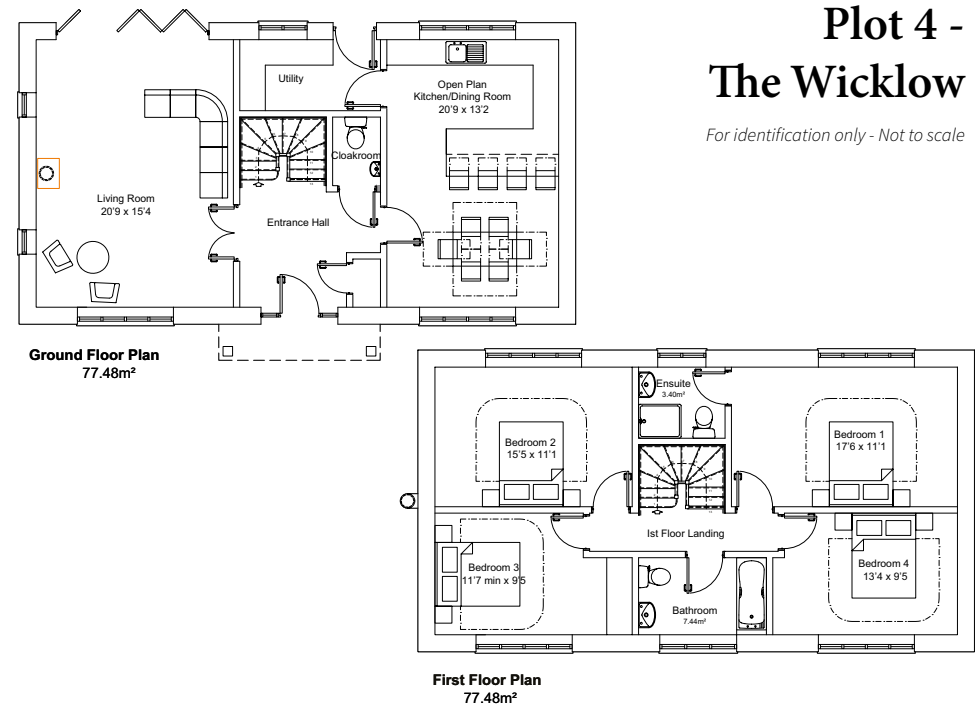 Plot 4 -
The Wicklow
For identification only - Not to scale
Utility
Open Plan
Kitchen/Dining Room
20'9 x 13'2
Cloakroom
Living Room
20'9 x 15'4
Entrance Hall
Ground Floor Plan
77.48m²
Ensuite
3.40m²
Bedroom 2
15'5 x 11'1
Bedroom 1
17'6 x 11'1
Ist Floor Landing
Bedroom 3
11'7 min x 9'5
Bedroom 4
13'4 x 9'5
Bathroom
7.44m²
First Floor Plan
77.48m²